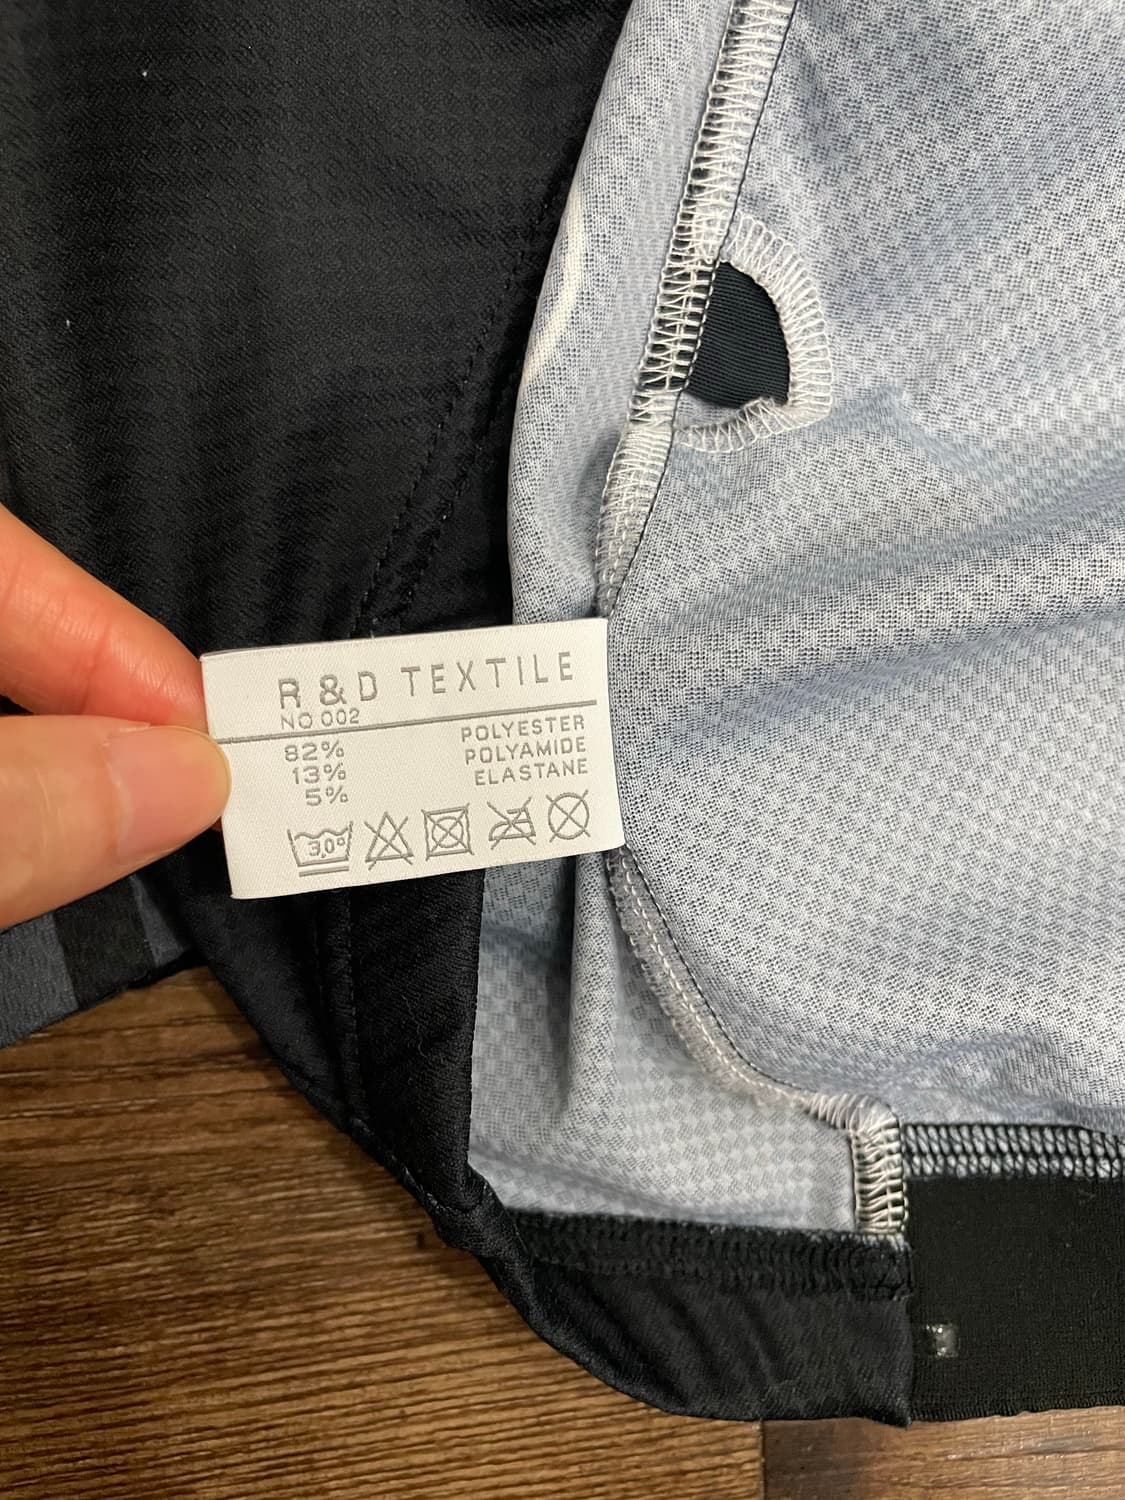 R & D TEXTILE
NO 002
82% POLYESTER
13% POLYAMIDE
5% ELASTANE
30°